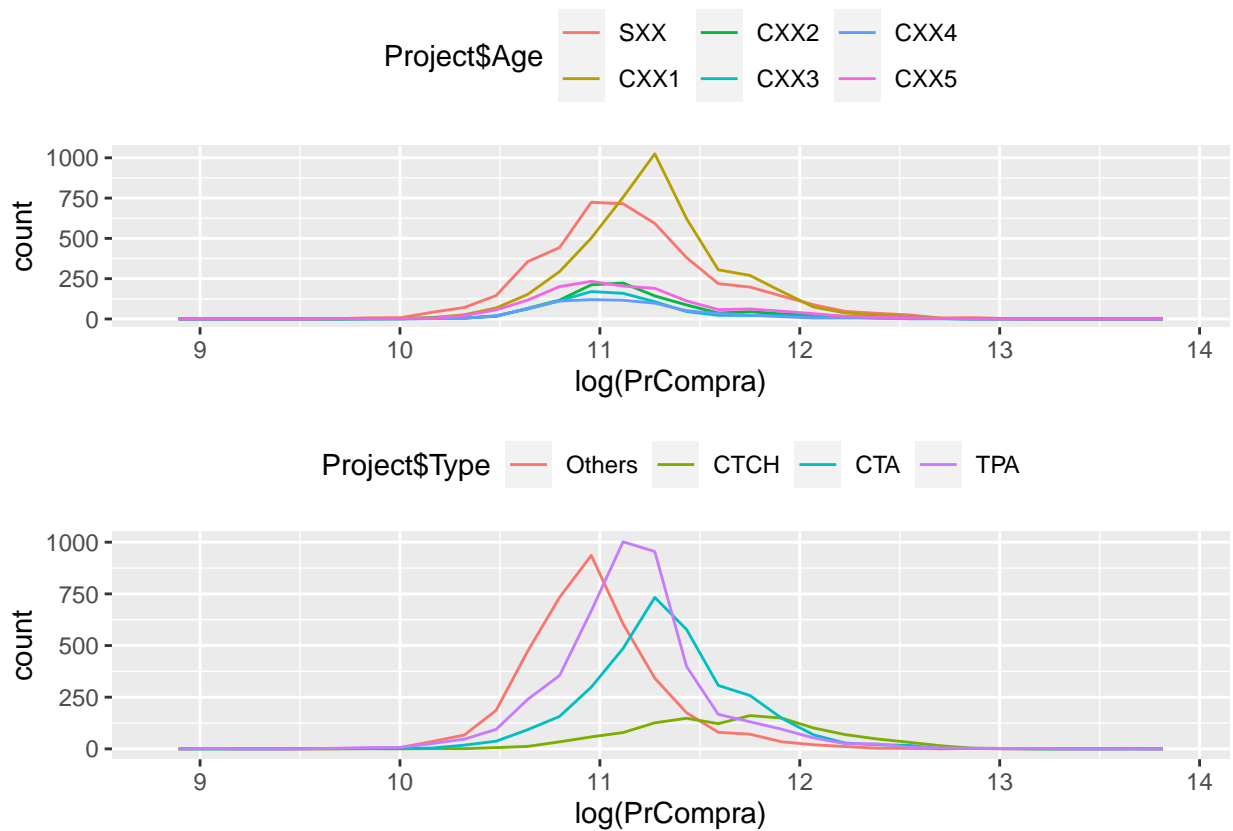 Project$Age SXX CXX2 CXX4
CXX1 CXX3 CXX5
1000
750
500
250
0
count
9 10 11 12 13 14
log(PrCompra)
Project$Type Others CTCH CTA TPA
1000
750
500
250
0
count
9 10 11 12 13 14
log(PrCompra)